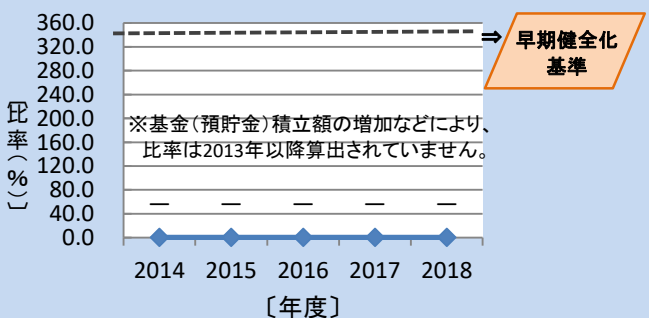 360.0
320.0
280.0
240.0
200.0
160.0
120.0
80.0
40.0
0.0
〔比率(%)〕
⇒
早期健全化
基準
※基金(預貯金)積立額の増加などにより、
比率は2013年以降算出されていません。
― ― ― ― ―
2014 2015 2016 2017 2018
〔年度〕